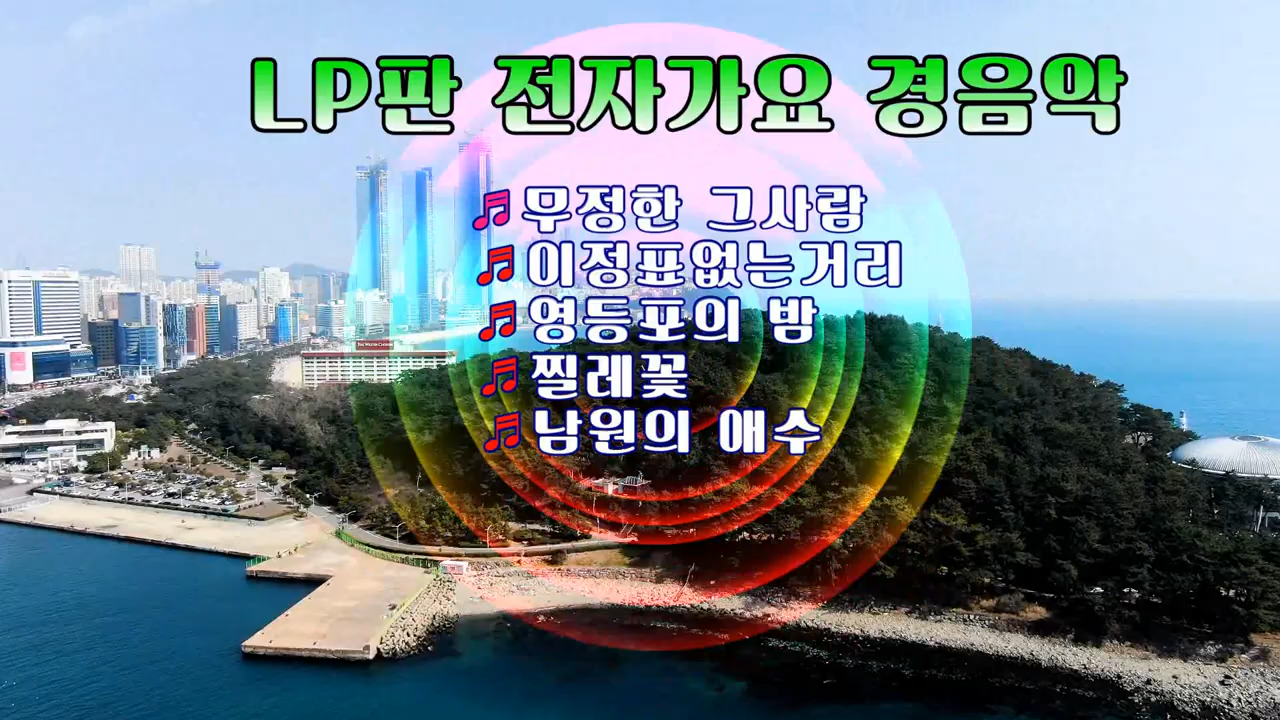 LP판 전자가요 경음악
무정한 그사람
이정표없는거리
영등포의 밤
찔레꽃
남원의 애수